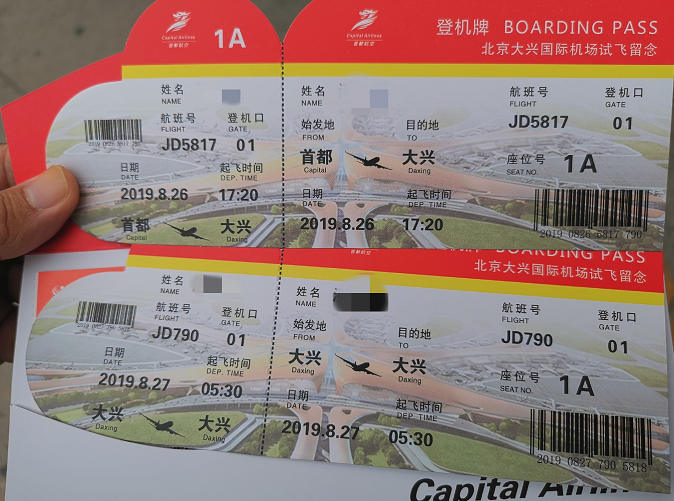 Capital Airlines
首都航空
1A
姓名
NAME
航班号
FLIGHT
登机口
GATE
JD5817
01
2019 0826 5817 790
日期
DATE
起飞时间
DEP. TIME
2019.8.26
17:20
首都
Capital
大兴
Daxing
Capital Airlines
首都航空
登机牌 BOARDING PASS
北京大兴国际机场试飞留念
姓名
NAME
航班号
FLIGHT
登机口
GATE
JD5817
01
始发地
FROM
目的地
TO
首都
Capital
大兴
Daxing
座位号
SEAT NO.
1A
日期
DATE
起飞时间
DEP. TIME
2019.8.26
17:20
2019 0826 5817 790
姓名
NAME
航班号
FLIGHT
登机口
GATE
JD790
01
2019 0827 790 5818
日期
DATE
起飞时间
DEP. TIME
2019.8.27
05:30
大兴
Daxing
大兴
Daxing
BOARDING PASS
北京大兴国际机场试飞留念
姓名
NAME
航班号
FLIGHT
登机口
GATE
JD790
01
始发地
FROM
目的地
TO
大兴
Daxing
大兴
Daxing
座位号
SEAT NO.
1A
日期
DATE
起飞时间
DEP. TIME
2019.8.27
05:30
2019 0827 790 5818
Capital Airlin